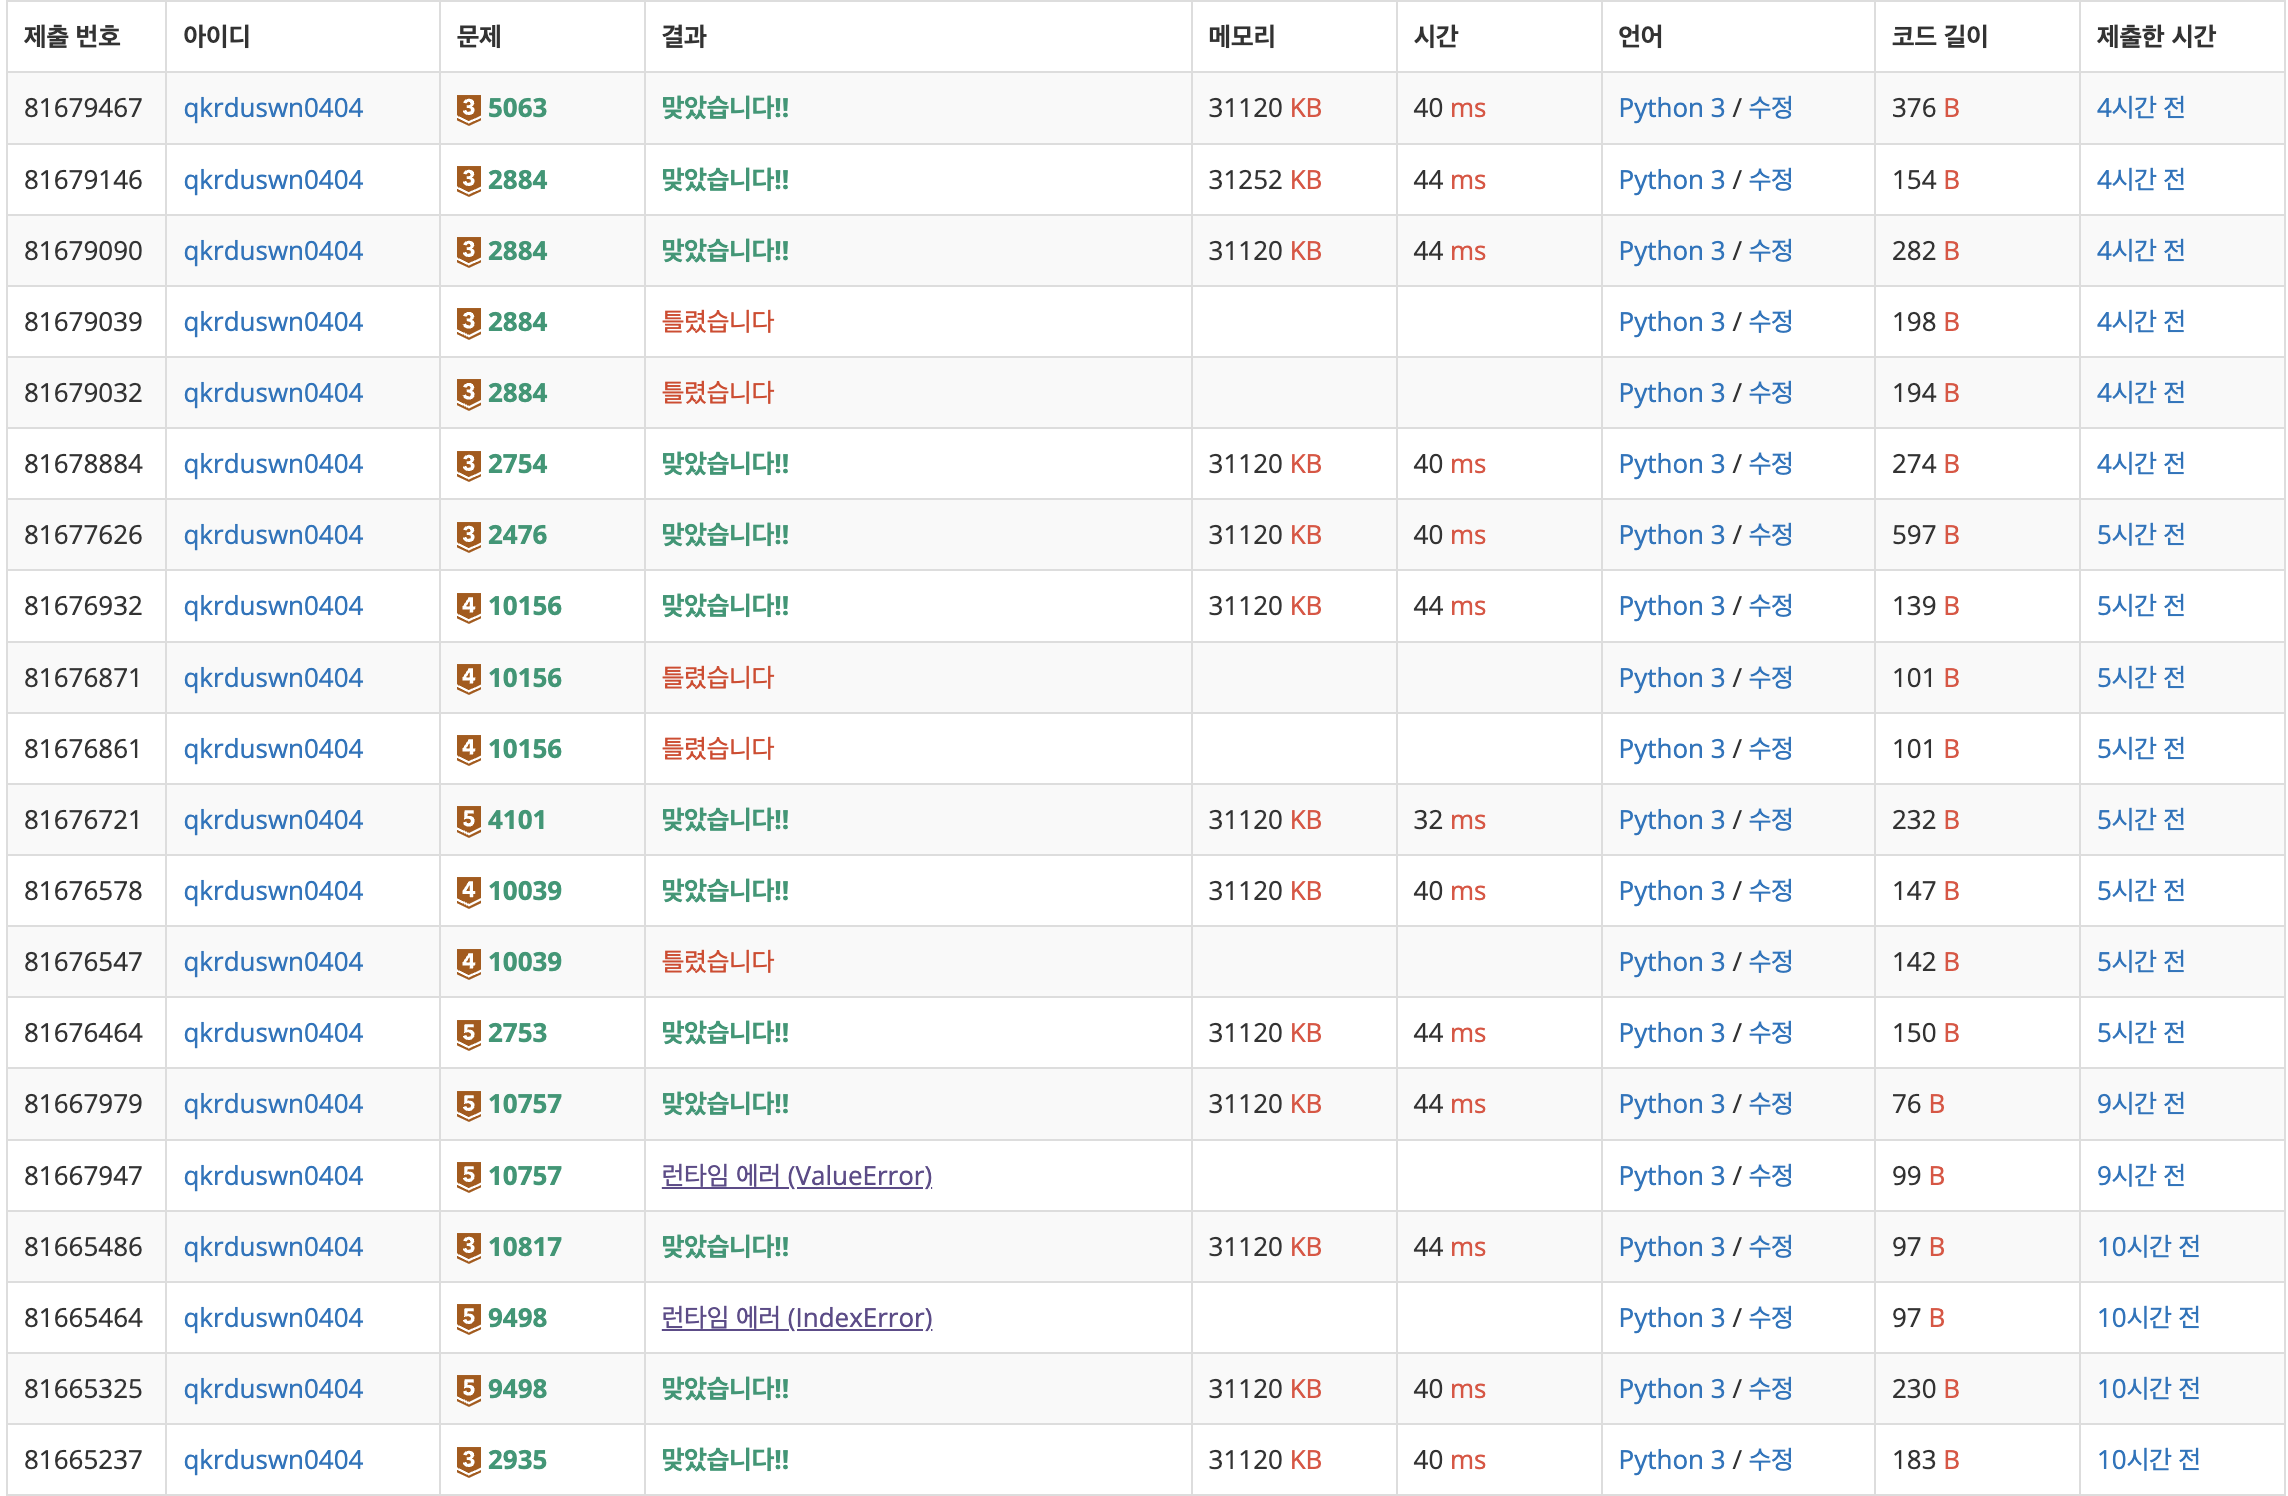 제출 번호 아이디 문제 결과 메모리 시간 언어 코드 길이 제출한 시간
81679467 qkrduswn0404 3 5063 맞았습니다!! 31120 KB 40 ms Python 3 / 수정 376 B 4시간 전
81679146 qkrduswn0404 3 2884 맞았습니다!! 31252 KB 44 ms Python 3 / 수정 154 B 4시간 전
81679090 qkrduswn0404 3 2884 맞았습니다!! 31120 KB 44 ms Python 3 / 수정 282 B 4시간 전
81679039 qkrduswn0404 3 2884 틀렸습니다 Python 3 / 수정 198 B 4시간 전
81679032 qkrduswn0404 3 2884 틀렸습니다 Python 3 / 수정 194 B 4시간 전
81678884 qkrduswn0404 3 2754 맞았습니다!! 31120 KB 40 ms Python 3 / 수정 274 B 4시간 전
81677626 qkrduswn0404 3 2476 맞았습니다!! 31120 KB 40 ms Python 3 / 수정 597 B 5시간 전
81676932 qkrduswn0404 4 10156 맞았습니다!! 31120 KB 44 ms Python 3 / 수정 139 B 5시간 전
81676871 qkrduswn0404 4 10156 틀렸습니다 Python 3 / 수정 101 B 5시간 전
81676861 qkrduswn0404 4 10156 틀렸습니다 Python 3 / 수정 101 B 5시간 전
81676721 qkrduswn0404 5 4101 맞았습니다!! 31120 KB 32 ms Python 3 / 수정 232 B 5시간 전
81676578 qkrduswn0404 4 10039 맞았습니다!! 31120 KB 40 ms Python 3 / 수정 147 B 5시간 전
81676547 qkrduswn0404 4 10039 틀렸습니다 Python 3 / 수정 142 B 5시간 전
81676464 qkrduswn0404 5 2753 맞았습니다!! 31120 KB 44 ms Python 3 / 수정 150 B 5시간 전
81667979 qkrduswn0404 5 10757 맞았습니다!! 31120 KB 44 ms Python 3 / 수정 76 B 9시간 전
81667947 qkrduswn0404 5 10757 런타임 에러 (ValueError) Python 3 / 수정 99 B 9시간 전
81665486 qkrduswn0404 3 10817 맞았습니다!! 31120 KB 44 ms Python 3 / 수정 97 B 10시간 전
81665464 qkrduswn0404 5 9498 런타임 에러 (IndexError) Python 3 / 수정 97 B 10시간 전
81665325 qkrduswn0404 5 9498 맞았습니다!! 31120 KB 40 ms Python 3 / 수정 230 B 10시간 전
81665237 qkrduswn0404 3 2935 맞았습니다!! 31120 KB 40 ms Python 3 / 수정 183 B 10시간 전